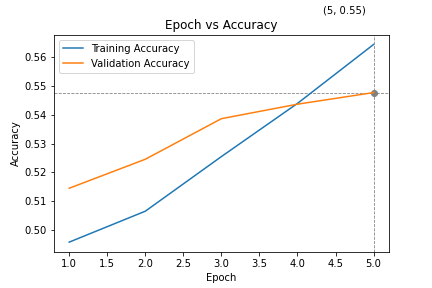 (5, 0.55)
Epoch vs Accuracy
Training Accuracy
Validation Accuracy
0.56
0.55
0.54
0.53
0.52
0.51
0.50
Accuracy
1.0 1.5 2.0 2.5 3.0 3.5 4.0 4.5 5.0
Epoch